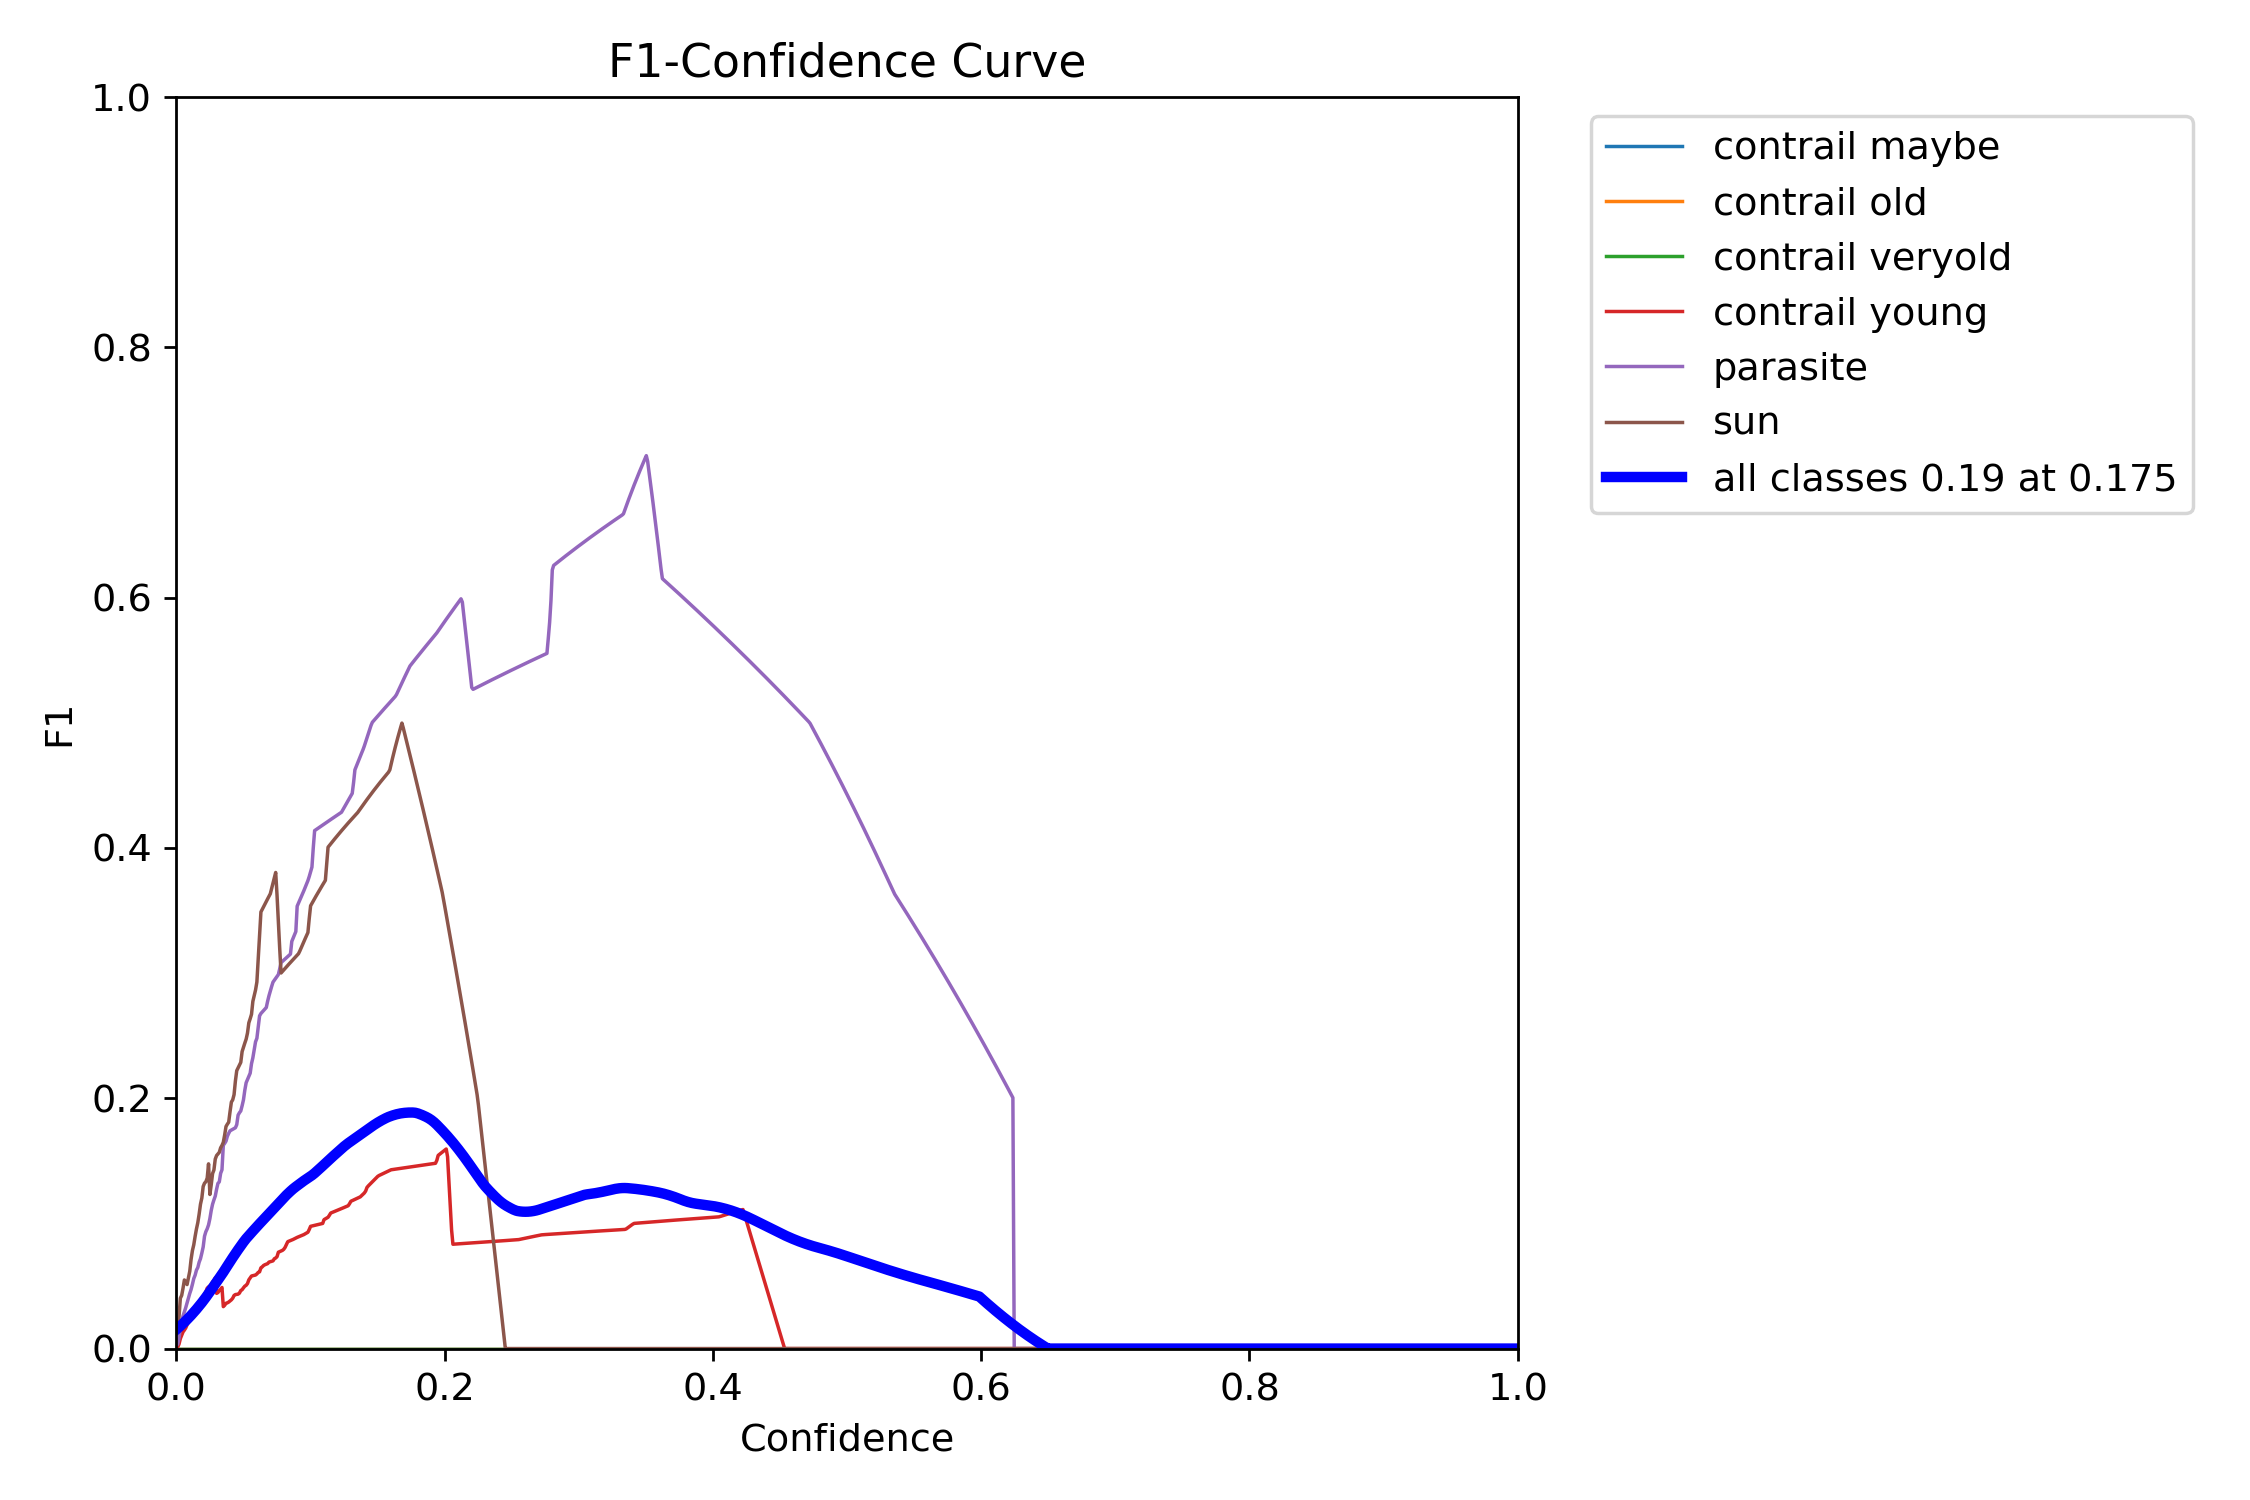 F1-Confidence Curve
1.0
0.8
0.6
0.4
0.2
0.0
F1
0.0 0.2 0.4 0.6 0.8 1.0
Confidence
contrail maybe
contrail old
contrail veryold
contrail young
parasite
sun
all classes 0.19 at 0.175